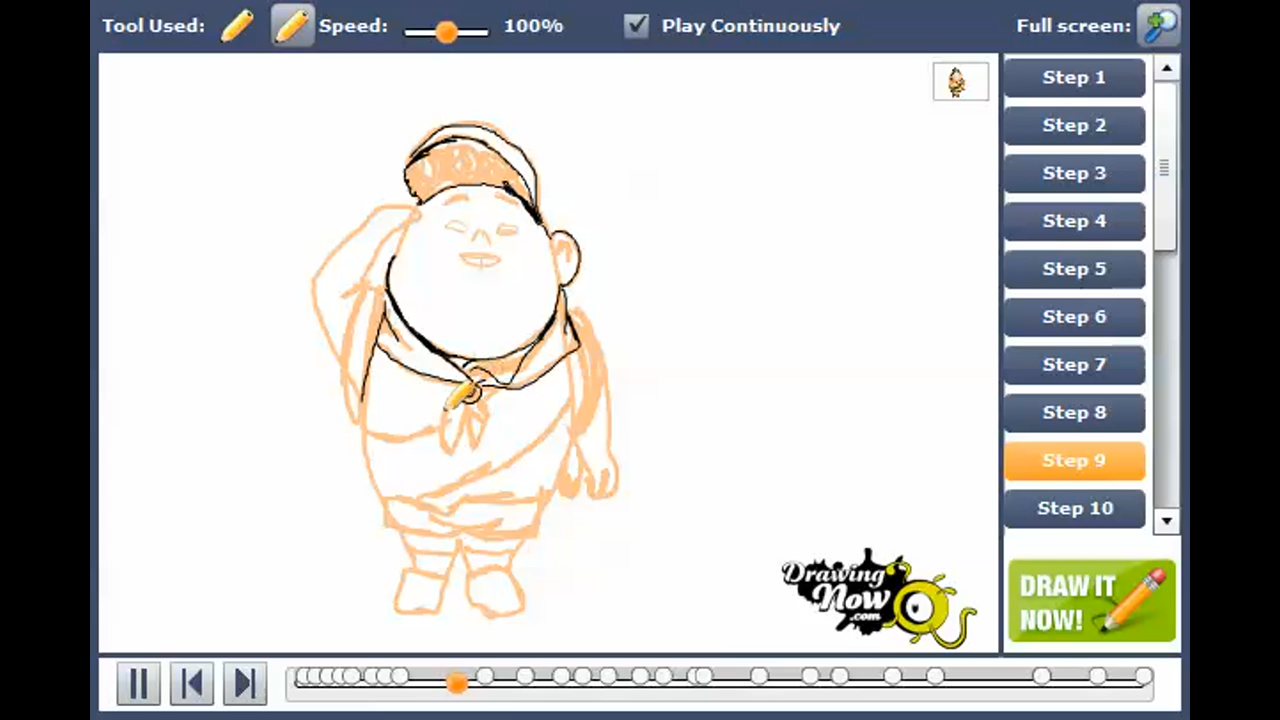 Tool Used:
Speed:
100%
Play Continuously
Full screen:
Step 1
Step 2
Step 3
Step 4
Step 5
Step 6
Step 7
Step 8
Step 9
Step 10
Drawing
Now
.com
DRAW IT
NOW!